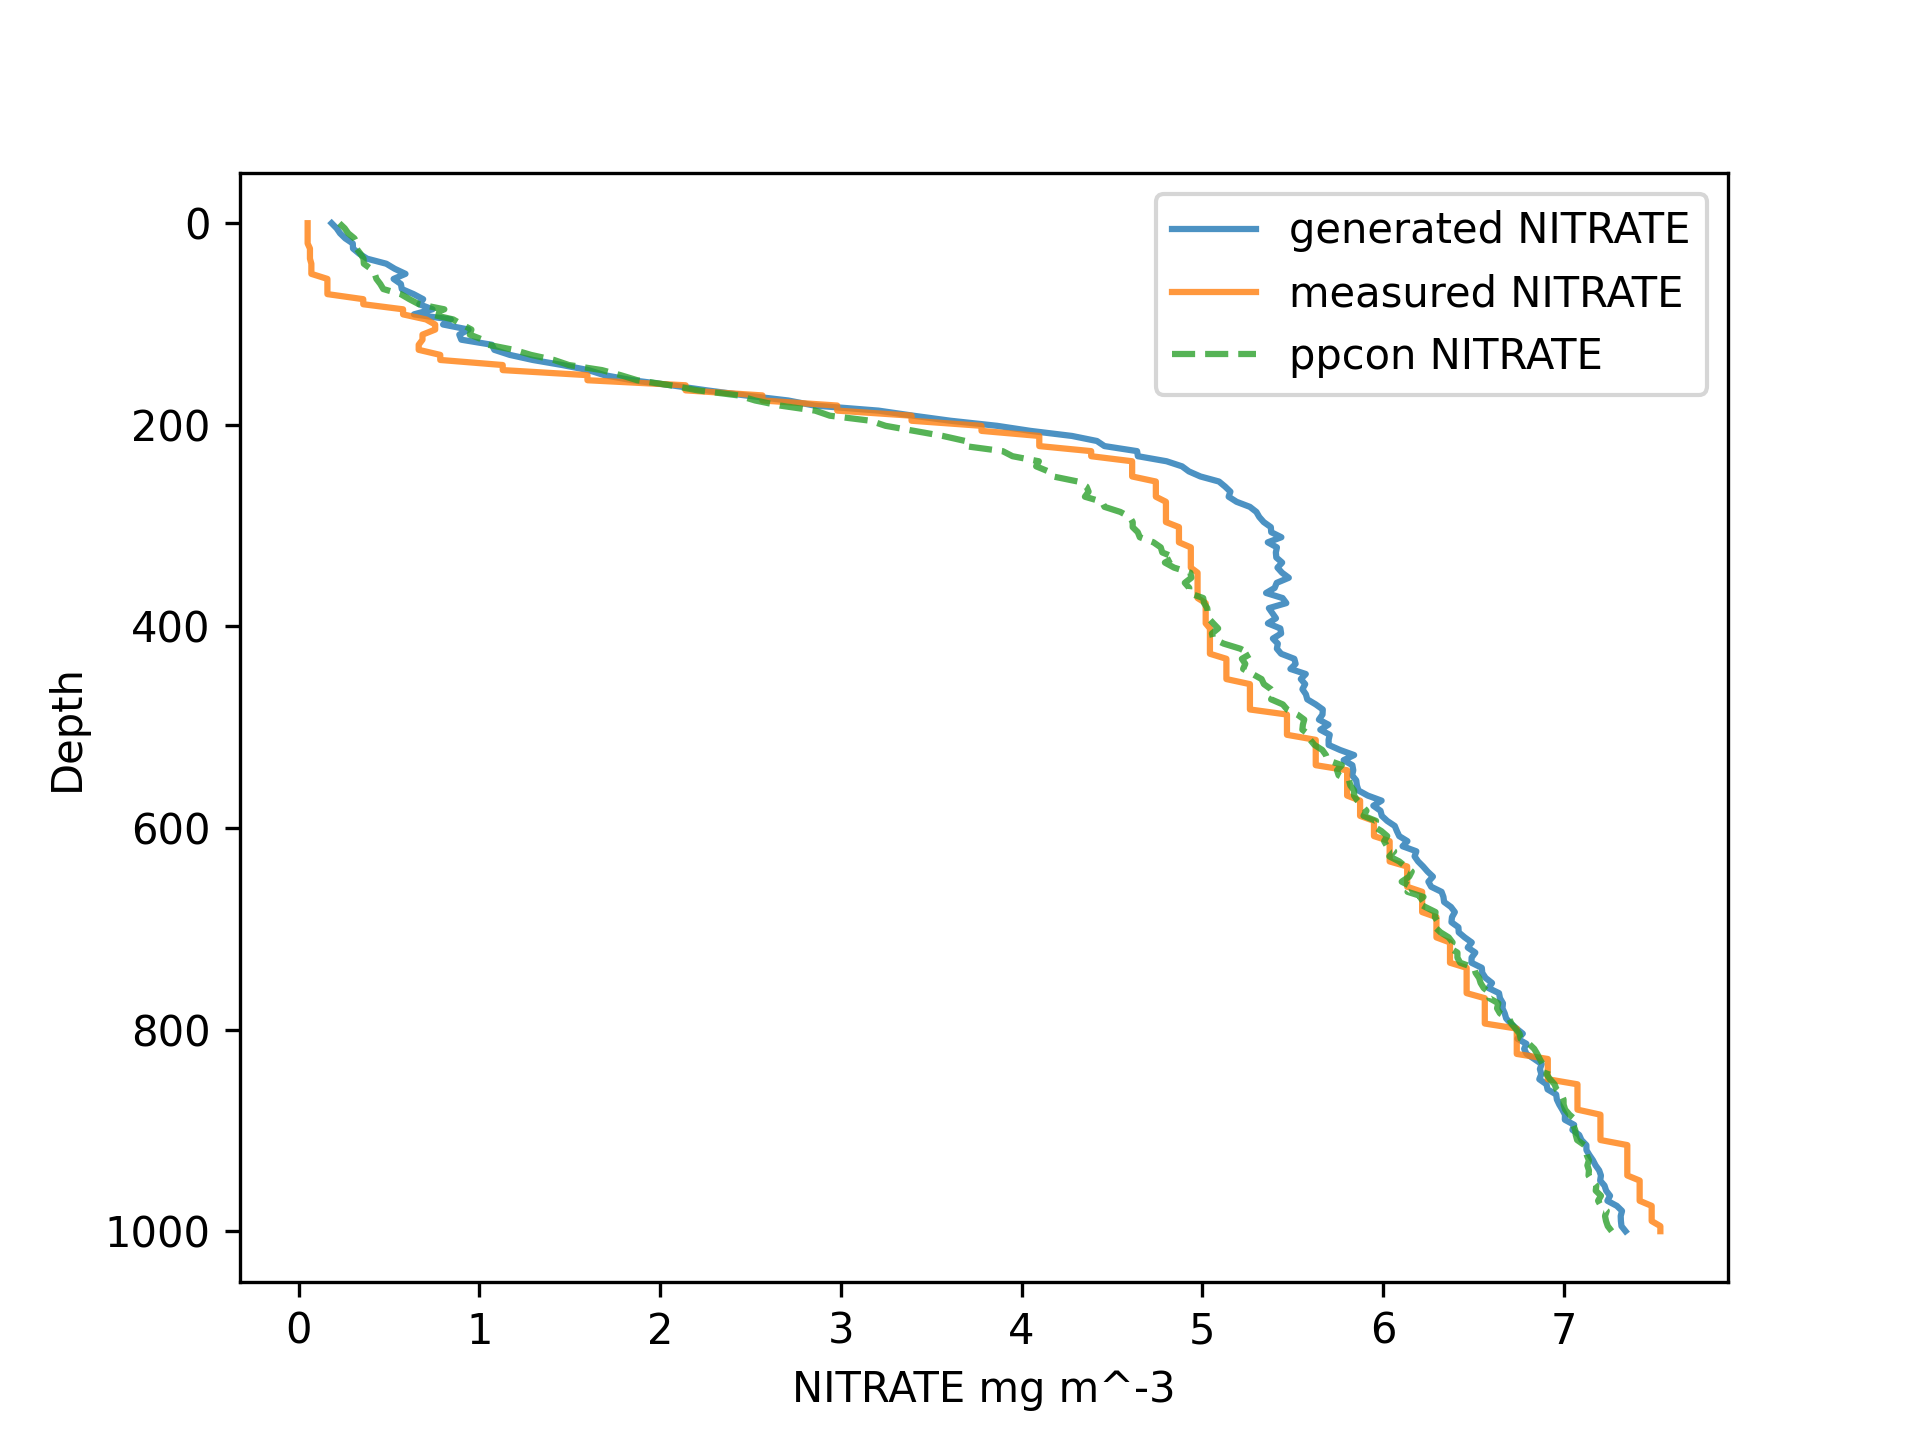 generated NITRATE
measured NITRATE
ppcon NITRATE
0
200
400
600
800
1000
Depth
0 1 2 3 4 5 6 7
NITRATE mg m^-3